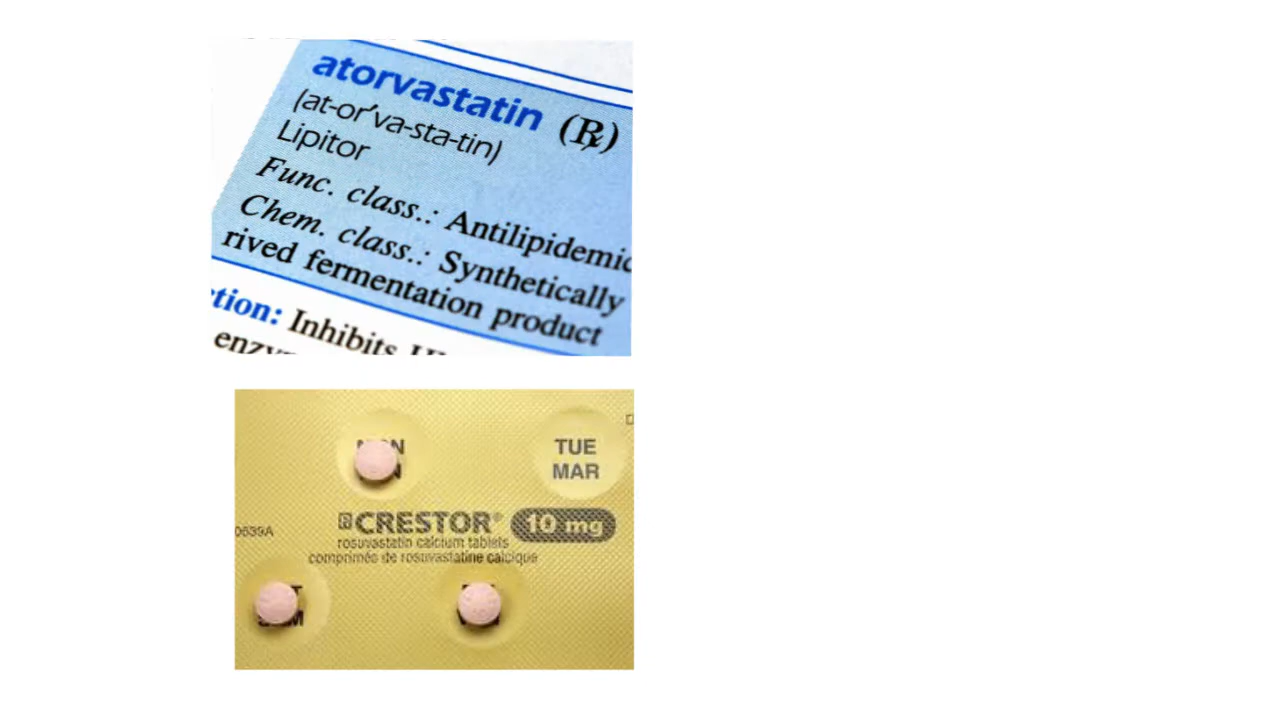 atorvastatin (℞)
(at-or′va-sta-tin)
Lipitor
Func. class.: Antilipidemic
Chem. class.: Synthetically
rived fermentation product
tion: Inhibits
TUE
MAR
0639A
CRESTOR® 10 mg
rosuvastatin calcium tablets
comprimés de rosuvastatine calcique